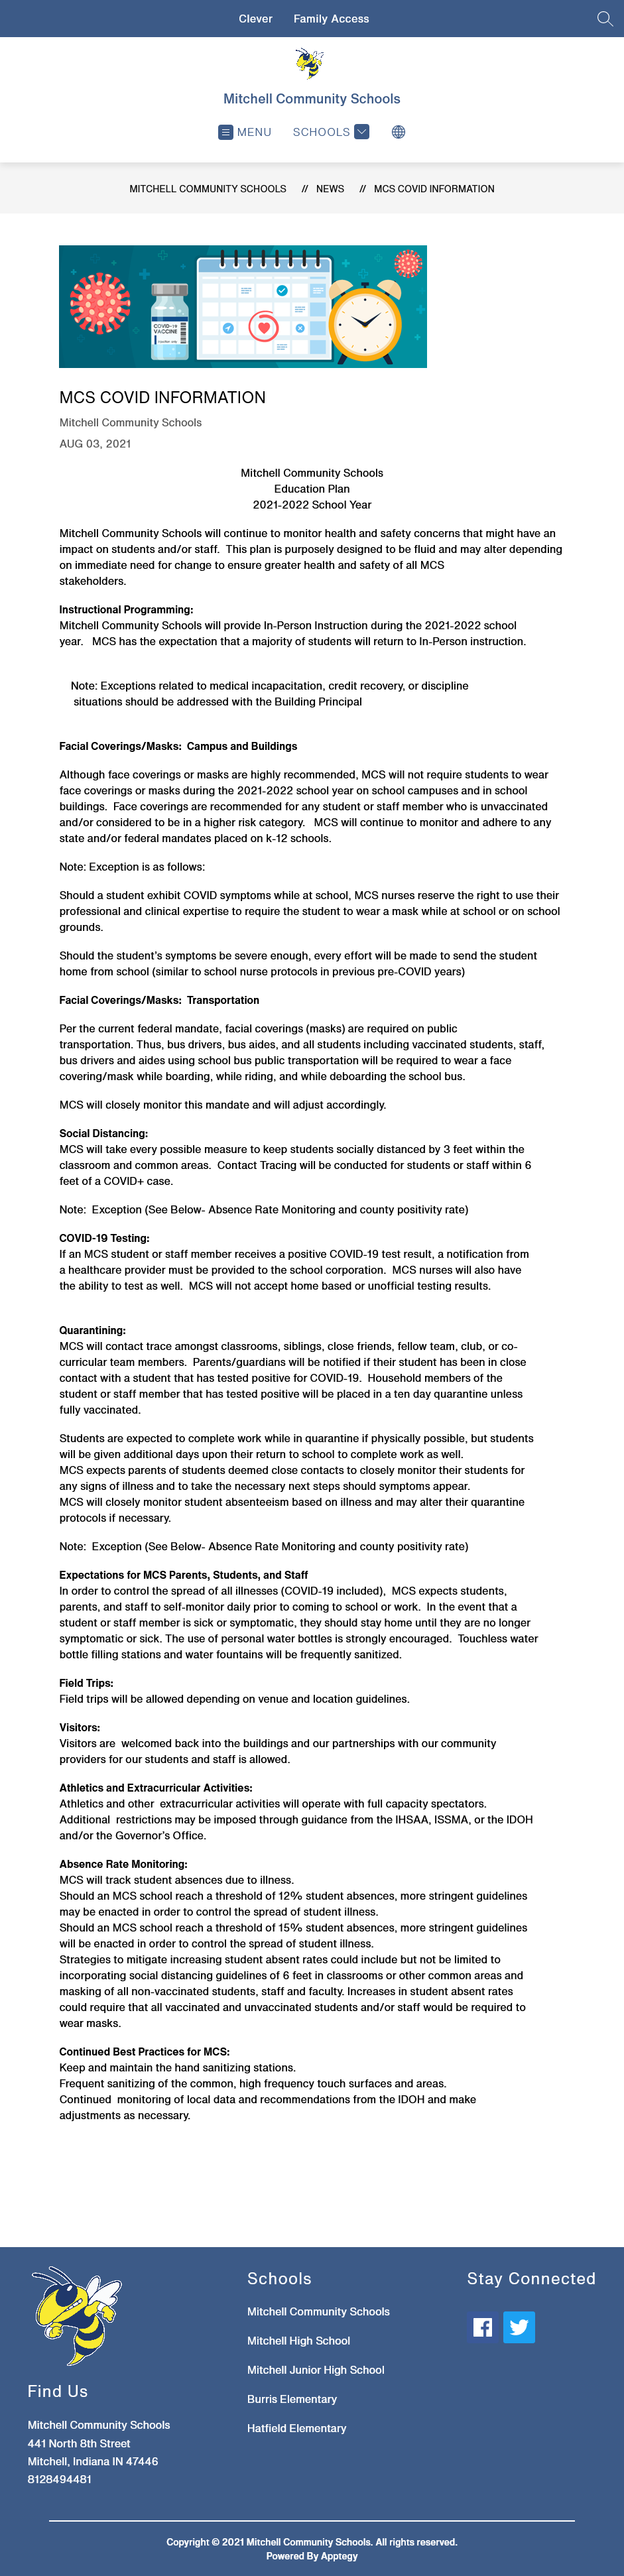 Clever Family Access
Mitchell Community Schools
MENU SCHOOLS
MITCHELL COMMUNITY SCHOOLS // NEWS // MCS COVID INFORMATION
COVID-19
VACCINE
MCS COVID INFORMATION
Mitchell Community Schools
AUG 03, 2021
Mitchell Community Schools
Education Plan
2021-2022 School Year
Mitchell Community Schools will continue to monitor health and safety concerns that might have an
impact on students and/or staff.  This plan is purposely designed to be fluid and may alter depending
on immediate need for change to ensure greater health and safety of all MCS
stakeholders.
Instructional Programming:
Mitchell Community Schools will provide In-Person Instruction during the 2021-2022 school
year.   MCS has the expectation that a majority of students will return to In-Person instruction.
Note: Exceptions related to medical incapacitation, credit recovery, or discipline
situations should be addressed with the Building Principal
Facial Coverings/Masks:  Campus and Buildings
Although face coverings or masks are highly recommended, MCS will not require students to wear
face coverings or masks during the 2021-2022 school year on school campuses and in school
buildings.  Face coverings are recommended for any student or staff member who is unvaccinated
and/or considered to be in a higher risk category.   MCS will continue to monitor and adhere to any
state and/or federal mandates placed on k-12 schools.
Note: Exception is as follows:
Should a student exhibit COVID symptoms while at school, MCS nurses reserve the right to use their
professional and clinical expertise to require the student to wear a mask while at school or on school
grounds.
Should the student's symptoms be severe enough, every effort will be made to send the student
home from school (similar to school nurse protocols in previous pre-COVID years)
Facial Coverings/Masks:  Transportation
Per the current federal mandate, facial coverings (masks) are required on public
transportation. Thus, bus drivers, bus aides, and all students including vaccinated students, staff,
bus drivers and aides using school bus public transportation will be required to wear a face
covering/mask while boarding, while riding, and while deboarding the school bus.
MCS will closely monitor this mandate and will adjust accordingly.
Social Distancing:
MCS will take every possible measure to keep students socially distanced by 3 feet within the
classroom and common areas.  Contact Tracing will be conducted for students or staff within 6
feet of a COVID+ case.
Note:  Exception (See Below- Absence Rate Monitoring and county positivity rate)
COVID-19 Testing:
If an MCS student or staff member receives a positive COVID-19 test result, a notification from
a healthcare provider must be provided to the school corporation.  MCS nurses will also have
the ability to test as well.  MCS will not accept home based or unofficial testing results.
Quarantining:
MCS will contact trace amongst classrooms, siblings, close friends, fellow team, club, or co-
curricular team members.  Parents/guardians will be notified if their student has been in close
contact with a student that has tested positive for COVID-19.  Household members of the
student or staff member that has tested positive will be placed in a ten day quarantine unless
fully vaccinated.
Students are expected to complete work while in quarantine if physically possible, but students
will be given additional days upon their return to school to complete work as well.
MCS expects parents of students deemed close contacts to closely monitor their students for
any signs of illness and to take the necessary next steps should symptoms appear.
MCS will closely monitor student absenteeism based on illness and may alter their quarantine
protocols if necessary.
Note:  Exception (See Below- Absence Rate Monitoring and county positivity rate)
Expectations for MCS Parents, Students, and Staff
In order to control the spread of all illnesses (COVID-19 included),  MCS expects students,
parents, and staff to self-monitor daily prior to coming to school or work.  In the event that a
student or staff member is sick or symptomatic, they should stay home until they are no longer
symptomatic or sick. The use of personal water bottles is strongly encouraged.  Touchless water
bottle filling stations and water fountains will be frequently sanitized.
Field Trips:
Field trips will be allowed depending on venue and location guidelines.
Visitors:
Visitors are  welcomed back into the buildings and our partnerships with our community
providers for our students and staff is allowed.
Athletics and Extracurricular Activities:
Athletics and other  extracurricular activities will operate with full capacity spectators.
Additional  restrictions may be imposed through guidance from the IHSAA, ISSMA, or the IDOH
and/or the Governor's Office.
Absence Rate Monitoring:
MCS will track student absences due to illness.
Should an MCS school reach a threshold of 12% student absences, more stringent guidelines
may be enacted in order to control the spread of student illness.
Should an MCS school reach a threshold of 15% student absences, more stringent guidelines
will be enacted in order to control the spread of student illness.
Strategies to mitigate increasing student absent rates could include but not be limited to
incorporating social distancing guidelines of 6 feet in classrooms or other common areas and
masking of all non-vaccinated students, staff and faculty. Increases in student absent rates
could require that all vaccinated and unvaccinated students and/or staff would be required to
wear masks.
Continued Best Practices for MCS:
Keep and maintain the hand sanitizing stations.
Frequent sanitizing of the common, high frequency touch surfaces and areas.
Continued  monitoring of local data and recommendations from the IDOH and make
adjustments as necessary.
Find Us
Mitchell Community Schools
441 North 8th Street
Mitchell, Indiana IN 47446
8128494481
Schools
Mitchell Community Schools
Mitchell High School
Mitchell Junior High School
Burris Elementary
Hatfield Elementary
Stay Connected
Copyright © 2021 Mitchell Community Schools. All rights reserved.
Powered By Apptegy